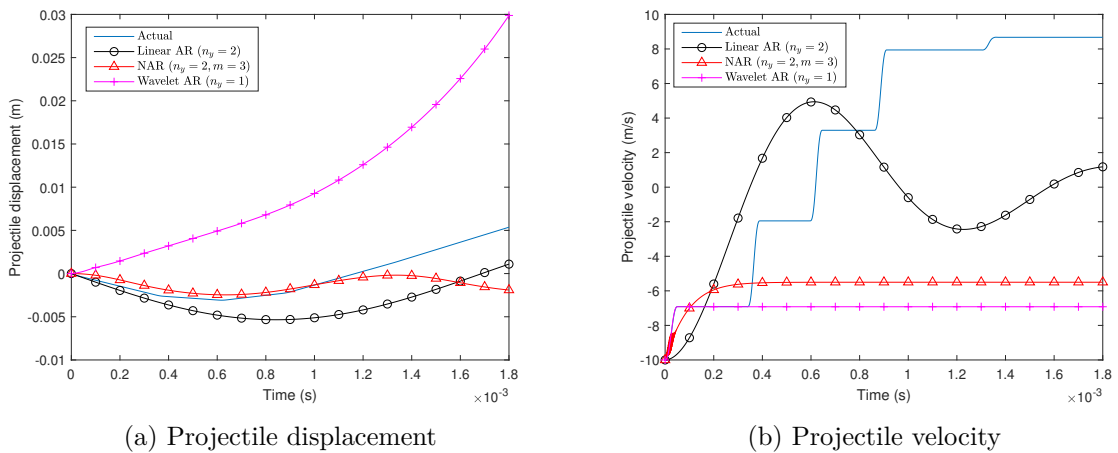 0.03
0.025
0.02
0.015
0.01
0.005
0
-0.005
-0.01
Projectile displacement (m)
Actual
Linear AR (n_y = 2)
NAR (n_y = 2, m = 3)
Wavelet AR (n_y = 1)
0 0.2 0.4 0.6 0.8 1 1.2 1.4 1.6 1.8
Time (s)
×10⁻³
(a) Projectile displacement
10
8
6
4
2
0
-2
-4
-6
-8
-10
Projectile velocity (m/s)
Actual
Linear AR (n_y = 2)
NAR (n_y = 2, m = 3)
Wavelet AR (n_y = 1)
0 0.2 0.4 0.6 0.8 1 1.2 1.4 1.6 1.8
Time (s)
×10⁻³
(b) Projectile velocity